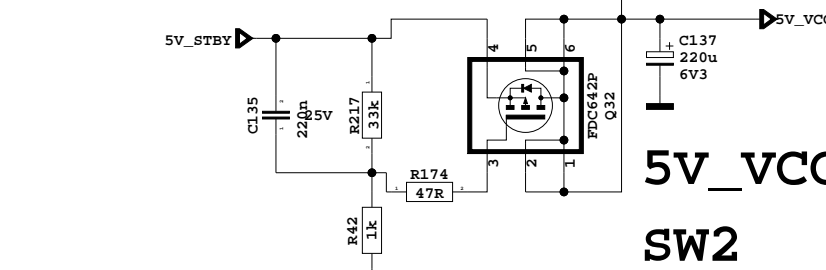 5V_STBY
C135
220n
25V
R217
33k
R174
47R
R42
1k
4
5
6
3
2
1
FDC642P
Q32
5V_VC
C137
+
220u
6V3
5V_VCC
SW2